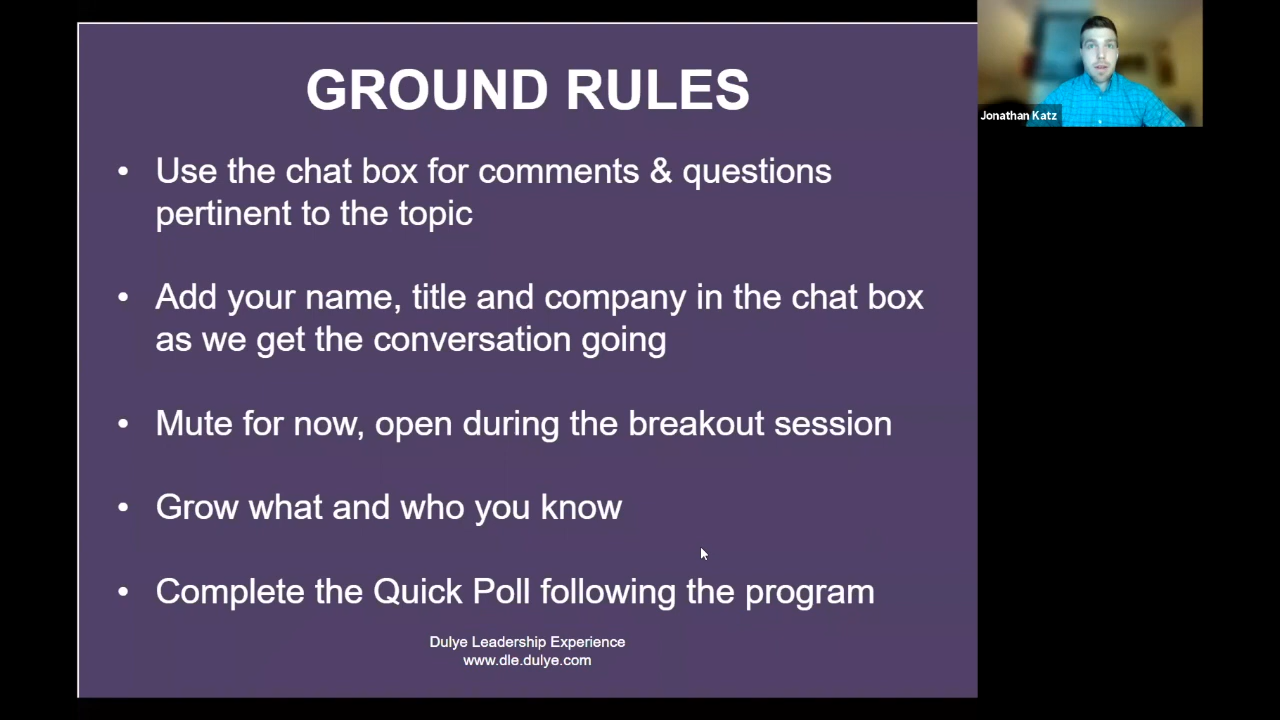 GROUND RULES
• Use the chat box for comments & questions
pertinent to the topic
• Add your name, title and company in the chat box
as we get the conversation going
• Mute for now, open during the breakout session
• Grow what and who you know
• Complete the Quick Poll following the program
Dulye Leadership Experience
www.dle.dulye.com
Jonathan Katz